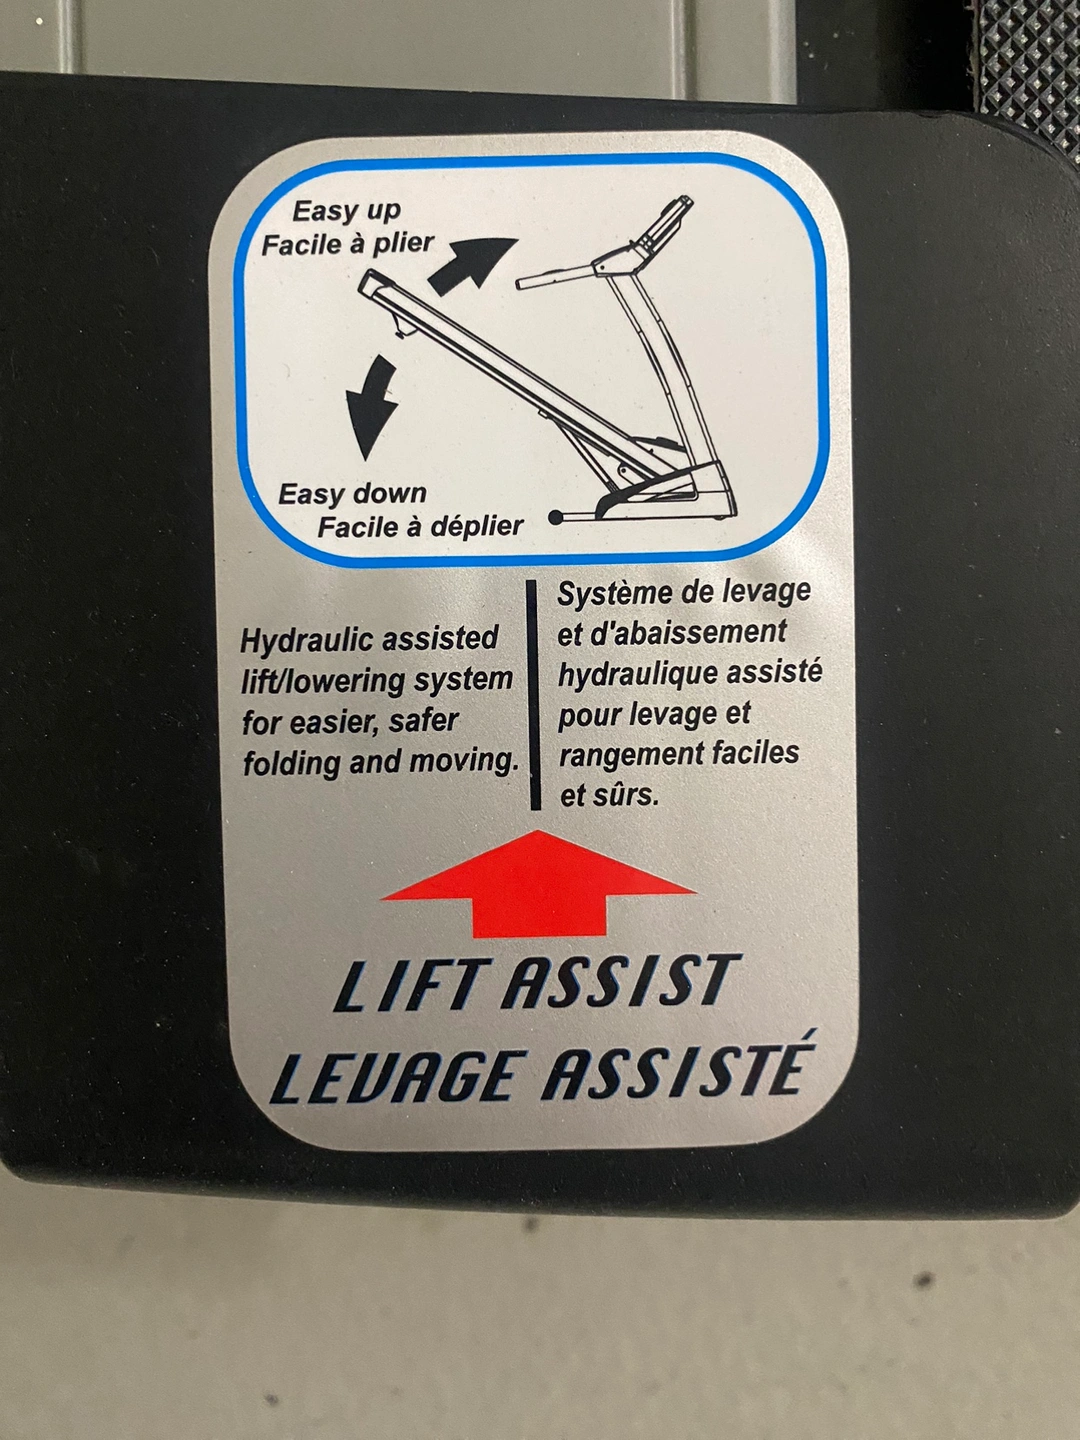 Easy up
Facile à plier
Easy down
Facile à déplier
Hydraulic assisted
lift/lowering system
for easier, safer
folding and moving.
Système de levage
et d'abaissement
hydraulique assisté
pour levage et
rangement faciles
et sûrs.
LIFT ASSIST
LEVAGE ASSISTÉ